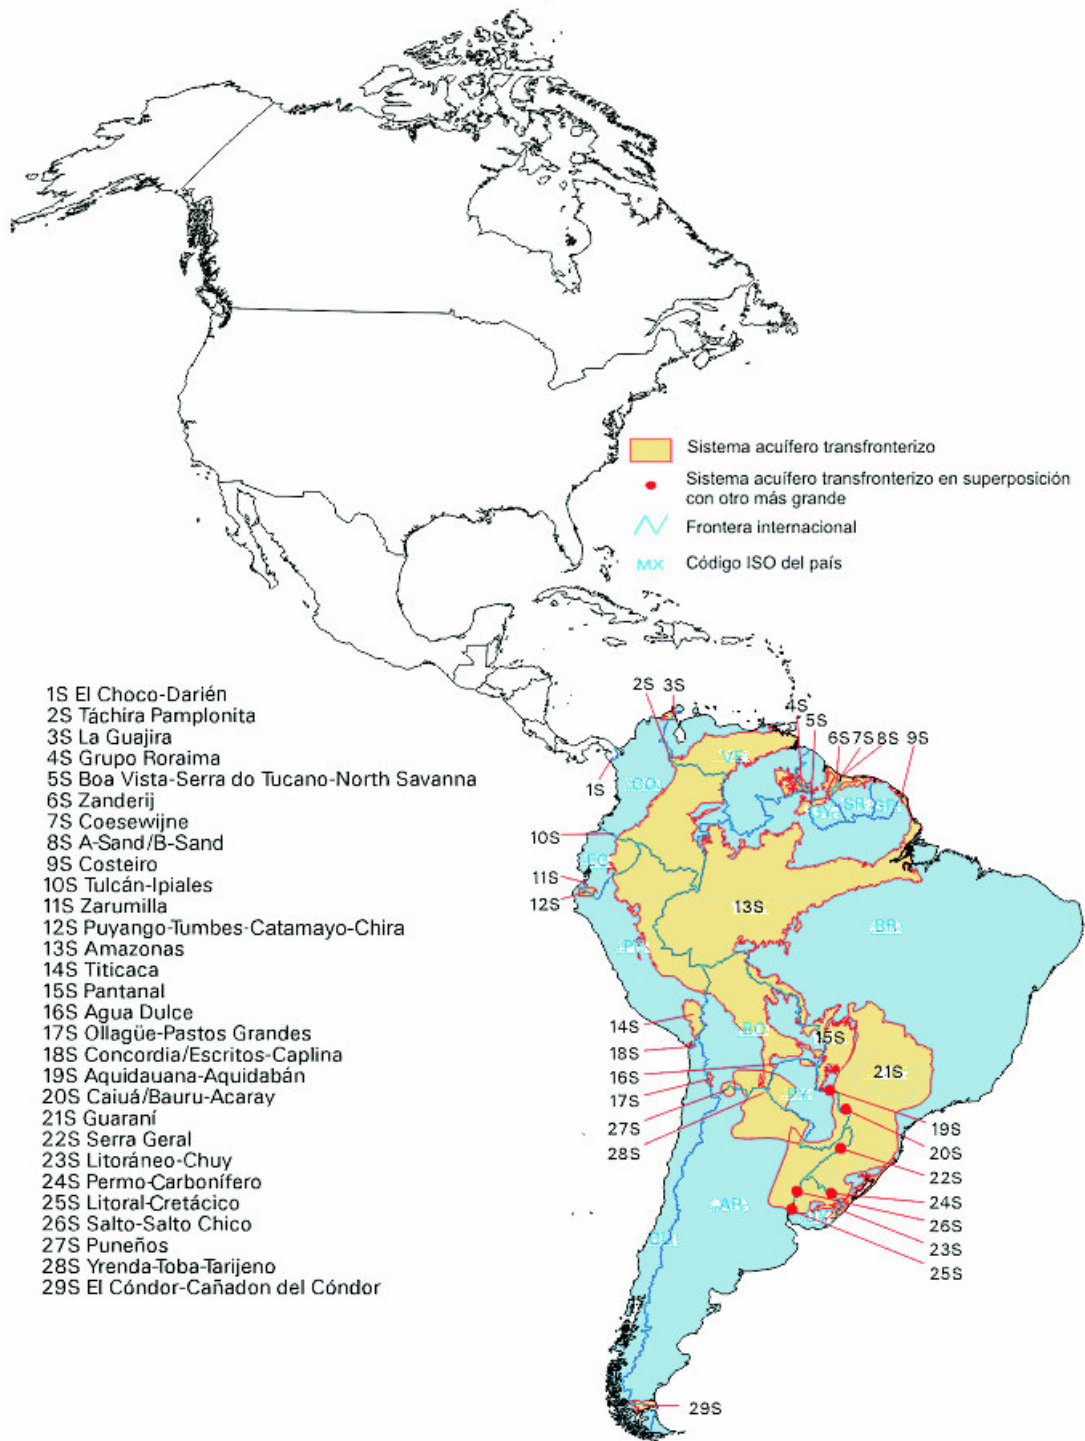 Sistema acuífero transfronterizo
Sistema acuífero transfronterizo en superposición
con otro más grande
Frontera internacional
MX Código ISO del país
1S El Choco-Darién
2S Táchira Pamplonita
3S La Guajira
4S Grupo Roraima
5S Boa Vista-Serra do Tucano-North Savanna
6S Zanderij
7S Coesewijne
8S A-Sand/B-Sand
9S Costeiro
10S Tulcán-Ipiales
11S Zarumilla
12S Puyango-Tumbes-Catamayo-Chira
13S Amazonas
14S Titicaca
15S Pantanal
16S Agua Dulce
17S Ollagüe-Pastos Grandes
18S Concordia/Escritos-Caplina
19S Aquidauana-Aquidabán
20S Caiuá/Bauru-Acaray
21S Guaraní
22S Serra Geral
23S Litoráneo-Chuy
24S Permo-Carbonífero
25S Litoral-Cretácico
26S Salto-Salto Chico
27S Puneños
28S Yrenda-Toba-Tarijeno
29S El Cóndor-Cañadon del Cóndor
2S 3S
4S
5S
6S 7S 8S 9S
VE
CO
1S
SR
10S
EC
11S
12S
13S
BR
14S
BO
15S
18S
16S
21S
17S
27S
19S
28S
20S
22S
AR
24S
26S
23S
25S
29S